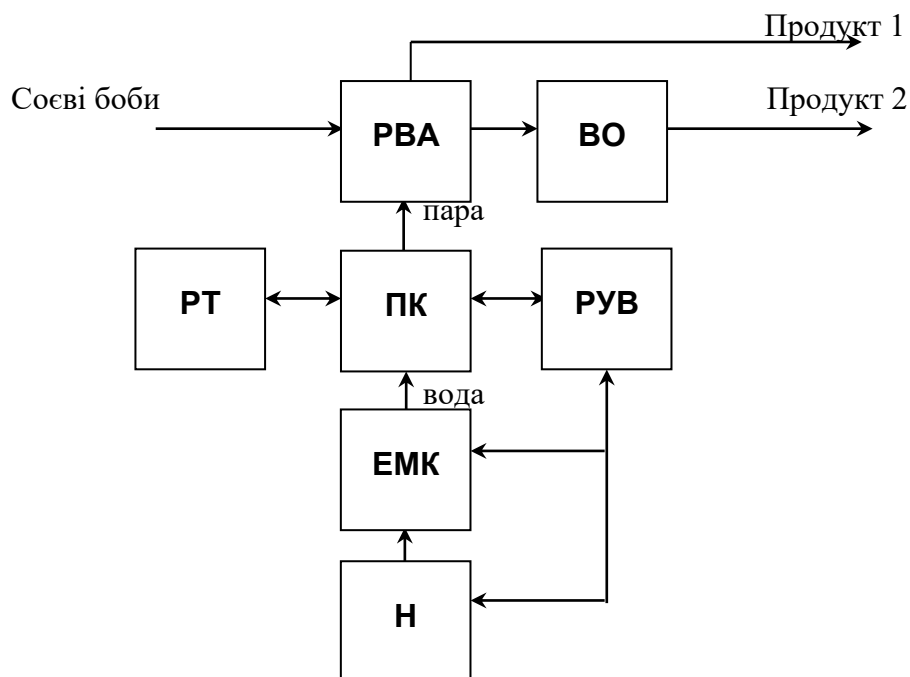 Продукт 1
Соєві боби
Продукт 2
РВА
ВО
пара
РТ
ПК
РУВ
вода
ЕМК
Н